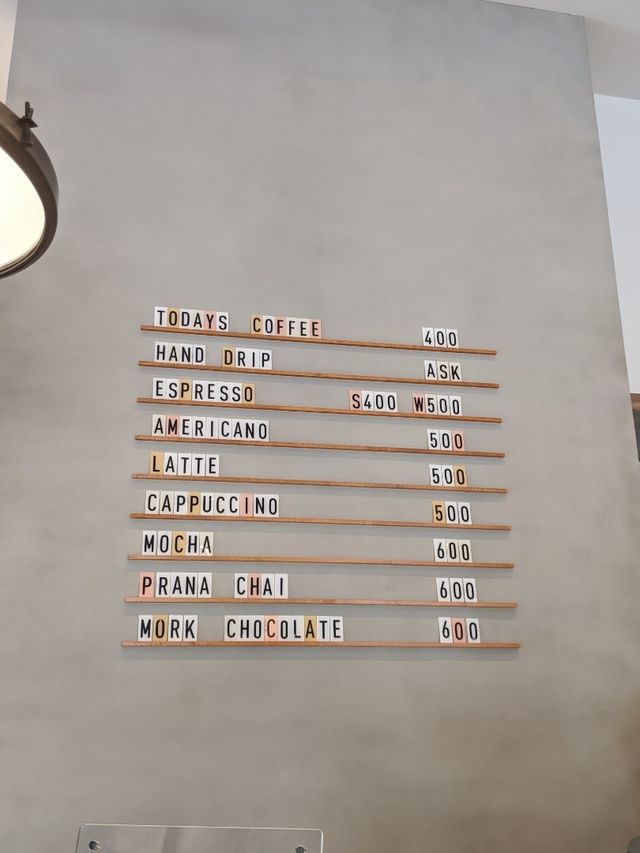 TODAYS COFFEE 400
HAND DRIP ASK
ESPRESSO S400 W500
AMERICANO 500
LATTE 500
CAPPUCCINO 500
MOCHA 600
PRANA CHAI 600
MORK CHOCOLATE 600